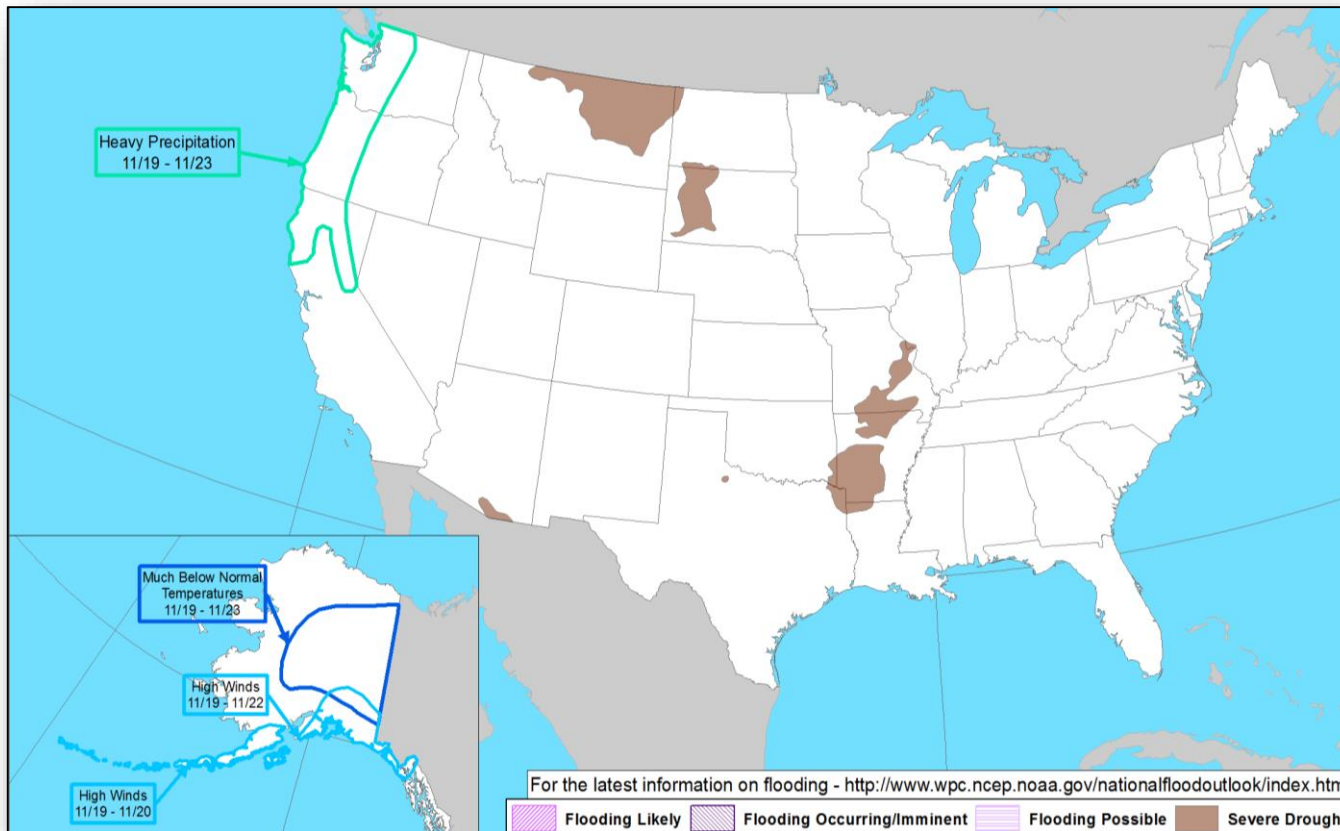 Heavy Precipitation
11/19 - 11/23
Much Below Normal
Temperatures
11/19 - 11/23
High Winds
11/19 - 11/22
High Winds
11/19 - 11/20
For the latest information on flooding - http://www.wpc.ncep.noaa.gov/nationalfloodoutlook/index.htm
Flooding Likely Flooding Occurring/Imminent Flooding Possible Severe Drough